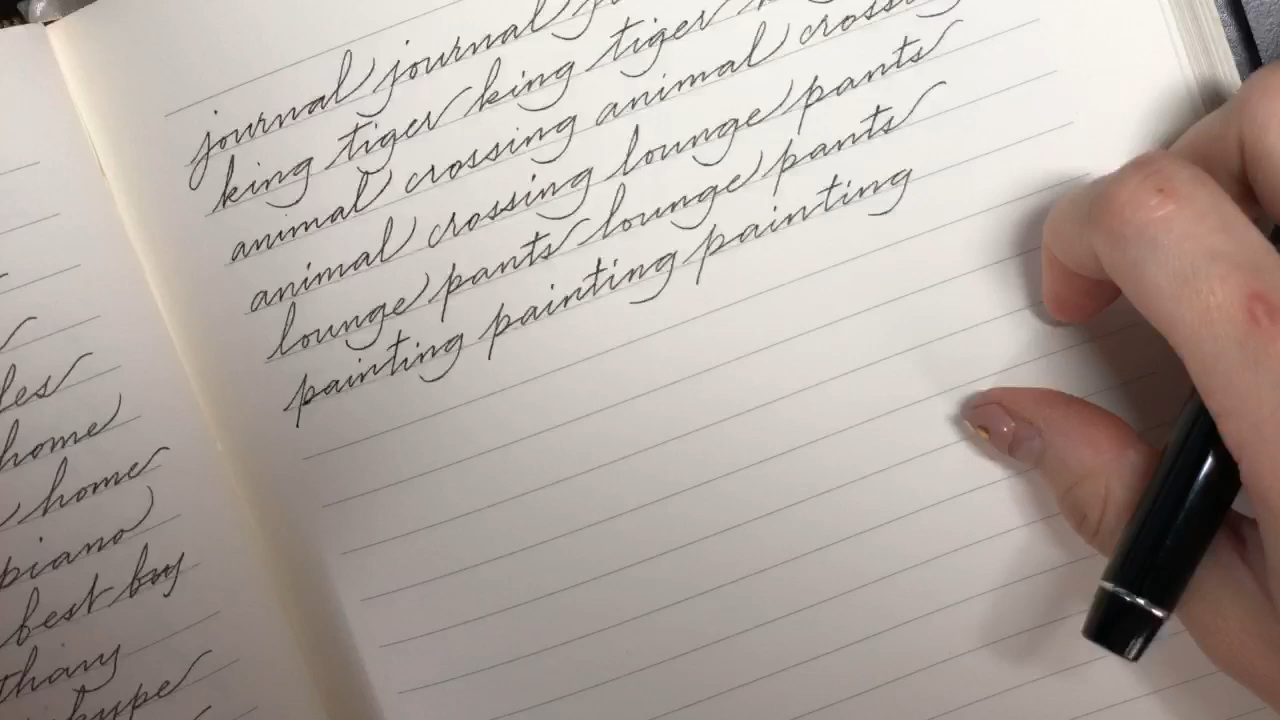 les
home
home
piano
best buy
journal journal
king tiger king tiger
animal crossing animal crossing
animal crossing lounge pants
lounge pants lounge pants
painting painting painting